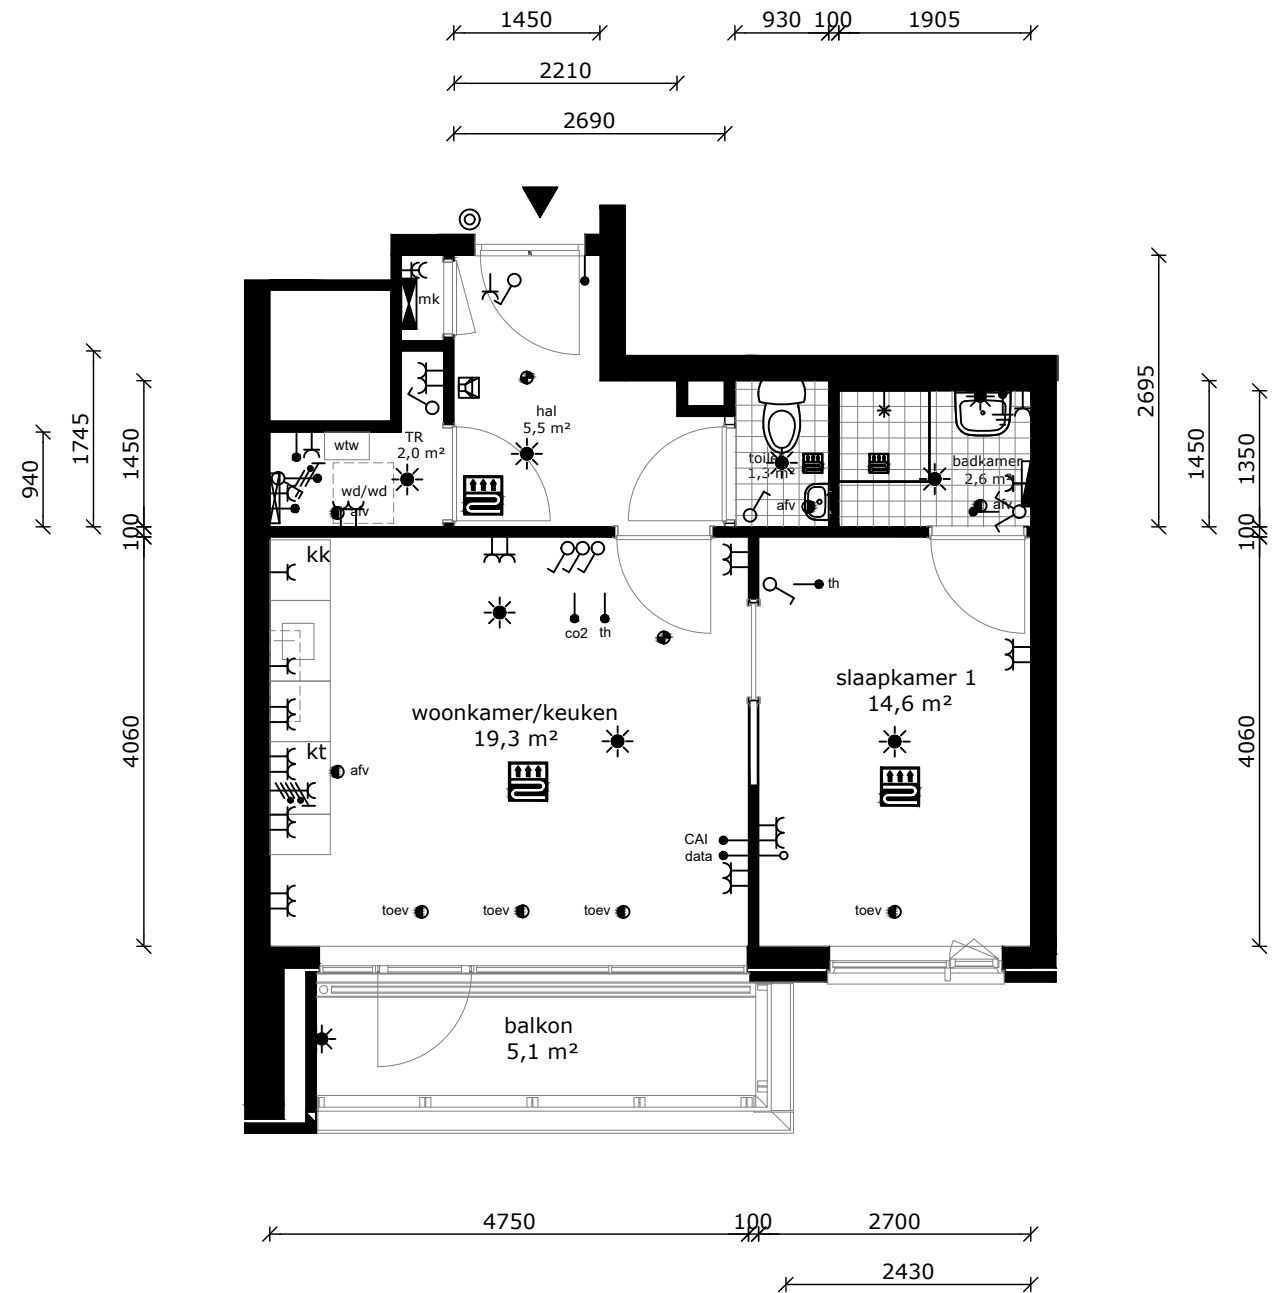 1450
930 100 1905
2210
2690
mk
hal
5,5 m²
TR
2,0 m²
wtw
wd/wd
afv
toilet
1,3 m²
afv
badkamer
2,6 m²
afv
2695
1745
1450
940
100
1450
1350
100
kk
co2 th
th
slaapkamer 1
14,6 m²
woonkamer/keuken
19,3 m²
kt
afv
4060
4060
CAI
data
toev toev toev toev
balkon
5,1 m²
4750 100 2700
2430